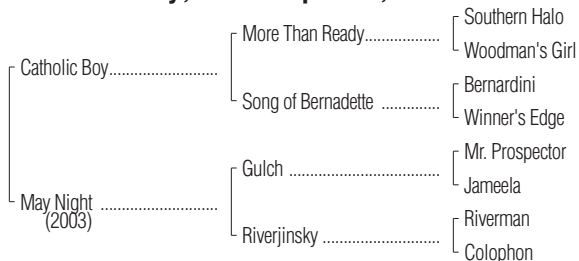 More Than Ready
Southern Halo
Woodman's Girl
Catholic Boy
Song of Bernadette
Bernardini
Winner's Edge
Gulch
Mr. Prospector
Jameela
May Night
(2003)
Riverjinsky
Riverman
Colophon